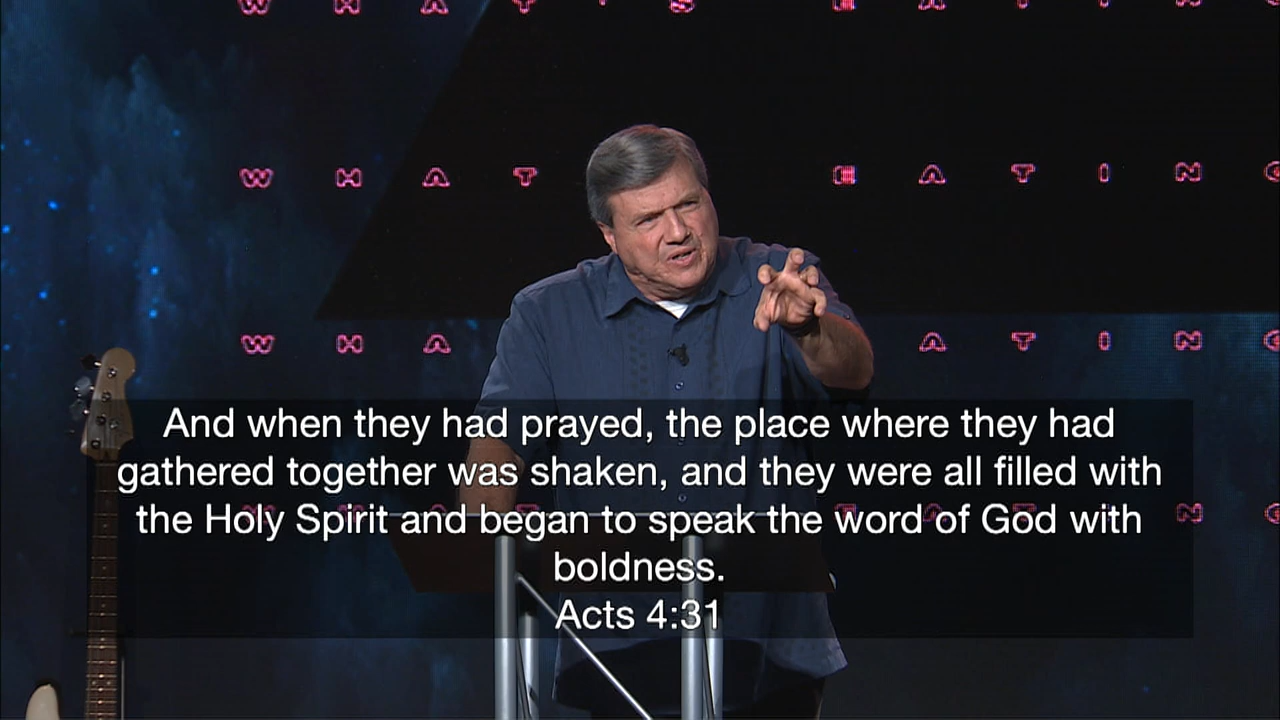 W H A T ' S E A T I N G
W H A T E A T I N G
W H A A T I N G
And when they had prayed, the place where they had
gathered together was shaken, and they were all filled with
the Holy Spirit and began to speak the word of God with
boldness.
Acts 4:31